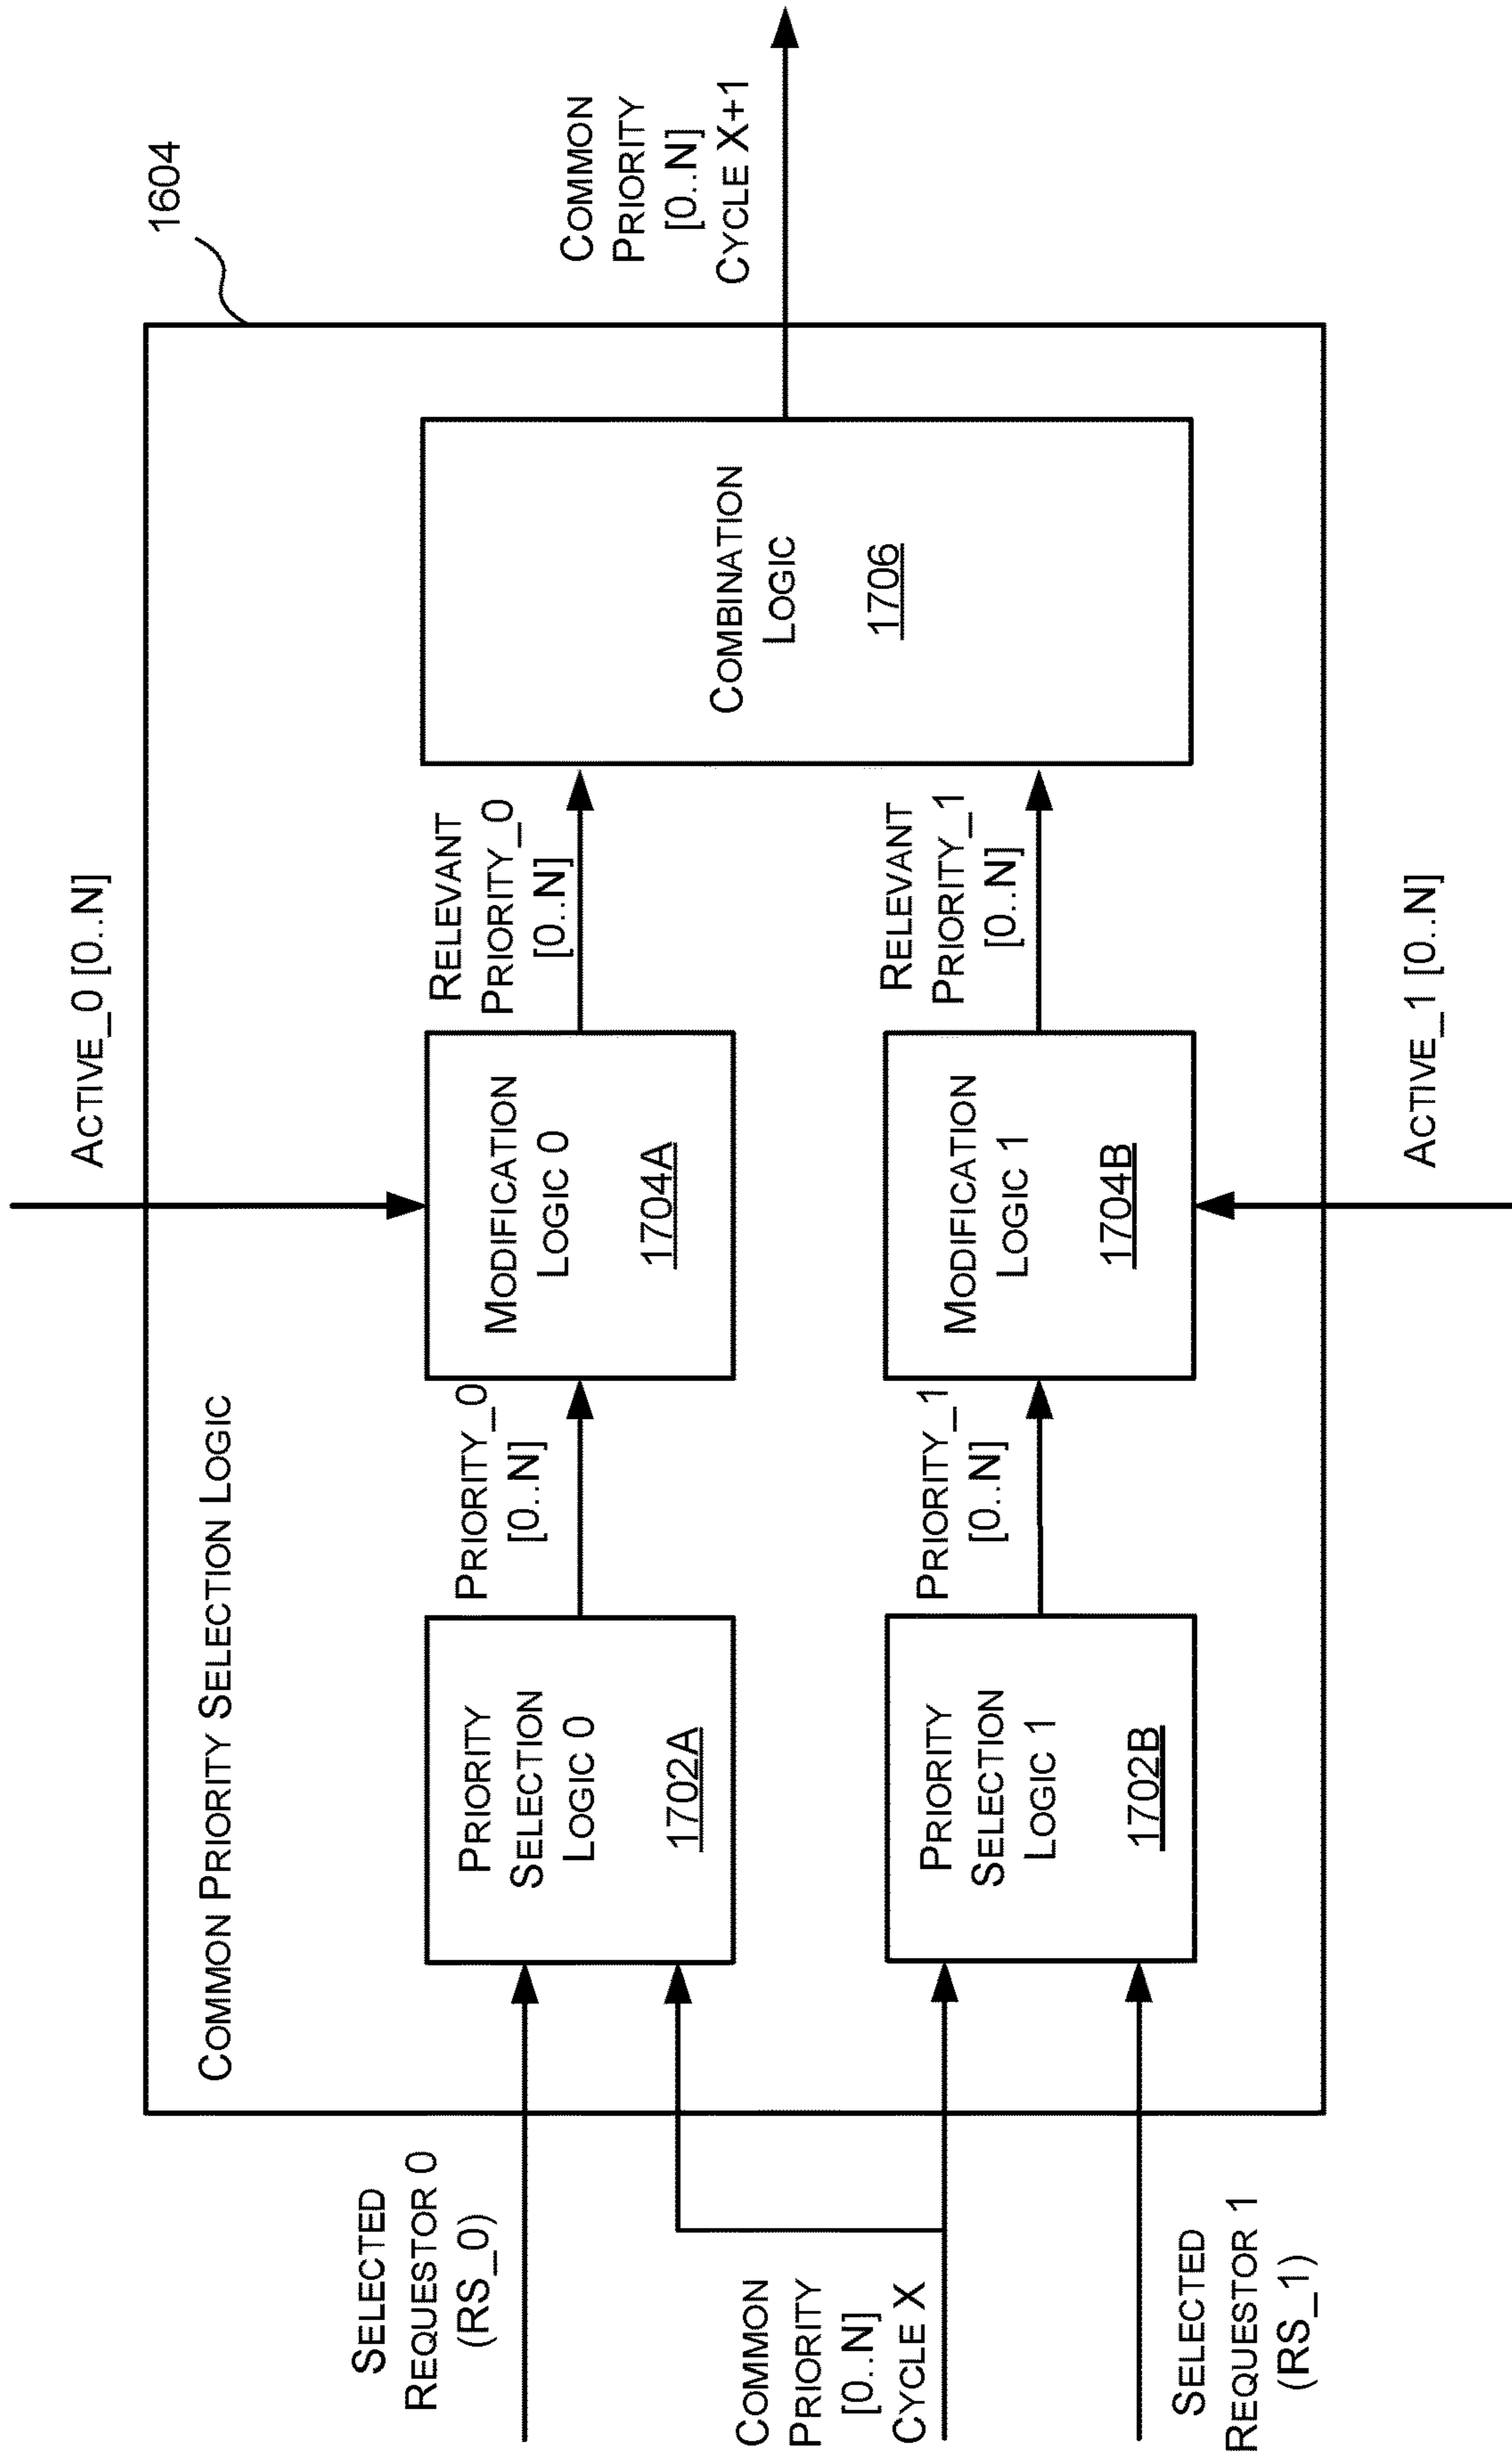 1604
COMMON PRIORITY SELECTION LOGIC
ACTIVE_0 [0..N]
SELECTED
REQUESTOR 0
(RS_0)
COMMON
PRIORITY
[0..N]
CYCLE X
SELECTED
REQUESTOR 1
(RS_1)
PRIORITY
SELECTION
LOGIC 0
1702A
PRIORITY_0
[0..N]
MODIFICATION
LOGIC 0
1704A
RELEVANT
PRIORITY_0
[0..N]
PRIORITY
SELECTION
LOGIC 1
1702B
PRIORITY_1
[0..N]
MODIFICATION
LOGIC 1
1704B
RELEVANT
PRIORITY_1
[0..N]
COMBINATION
LOGIC
1706
COMMON
PRIORITY
[0..N]
CYCLE X+1
ACTIVE_1 [0..N]